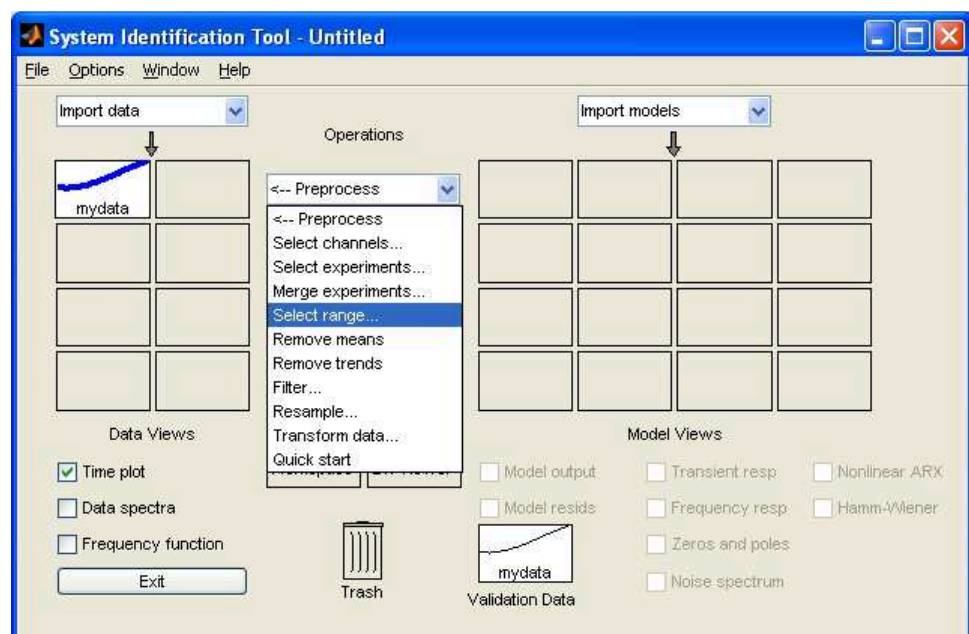 System Identification Tool - Untitled
File Options Window Help
Import data
Import models
Operations
mydata
<-- Preprocess
<-- Preprocess
Select channels...
Select experiments...
Merge experiments...
Select range...
Remove means
Remove trends
Filter...
Resample...
Transform data...
Quick start
Data Views
Model Views
Time plot
Data spectra
Frequency function
Exit
Trash
mydata
Validation Data
Model output
Model resids
Transient resp
Frequency resp
Zeros and poles
Noise spectrum
Nonlinear ARX
Hamm-Wiener